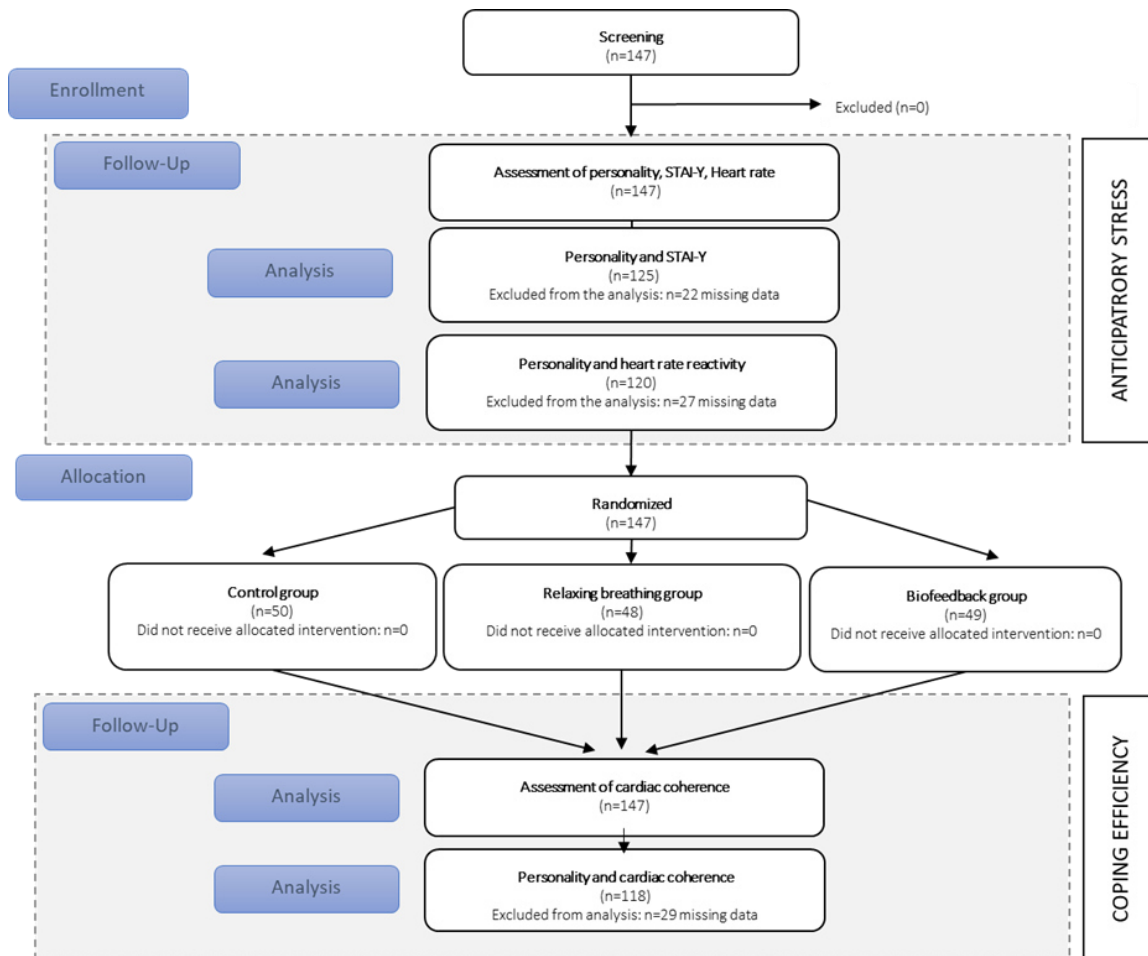 Screening
(n=147)
Enrollment
Excluded (n=0)
Follow-Up
Assessment of personality, STAI-Y, Heart rate
(n=147)
Analysis
Personality and STAI-Y
(n=125)
Excluded from the analysis: n=22 missing data
Analysis
Personality and heart rate reactivity
(n=120)
Excluded from the analysis: n=27 missing data
ANTICIPATRORY STRESS
Allocation
Randomized
(n=147)
Control group
(n=50)
Did not receive allocated intervention: n=0
Relaxing breathing group
(n=48)
Did not receive allocated intervention: n=0
Biofeedback group
(n=49)
Did not receive allocated intervention: n=0
Follow-Up
Analysis
Assessment of cardiac coherence
(n=147)
Analysis
Personality and cardiac coherence
(n=118)
Excluded from analysis: n=29 missing data
COPING EFFICIENCY